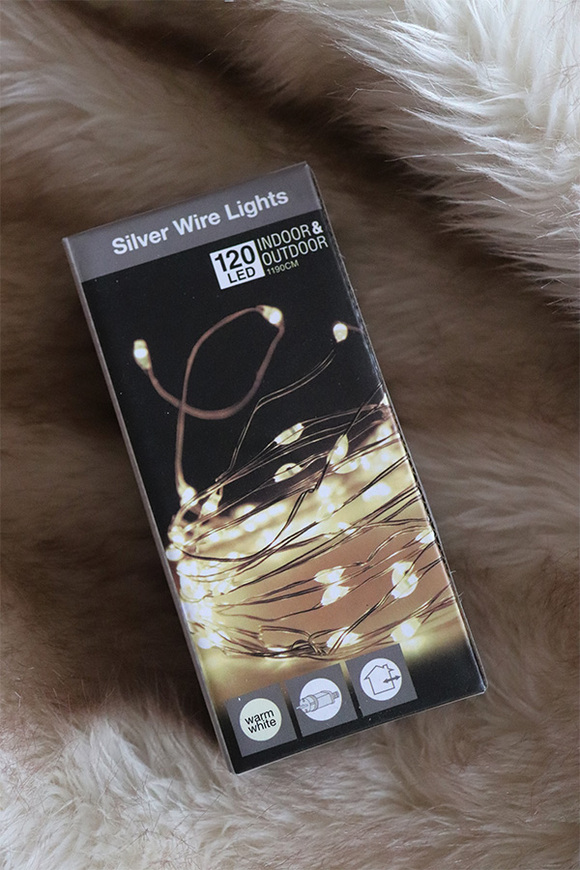 Silver Wire Lights
120
LED
INDOOR &
OUTDOOR
1190CM
warm
white